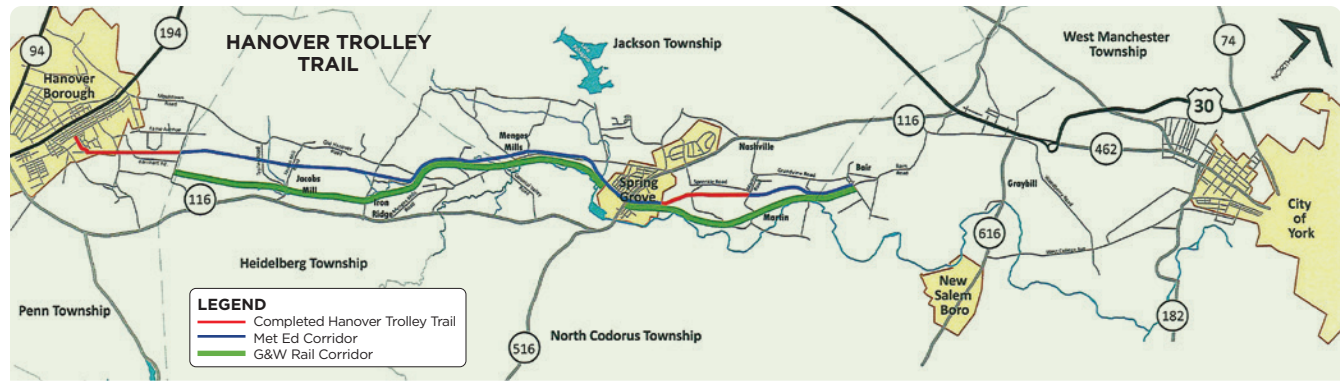 HANOVER TROLLEY
TRAIL
94
194
Hanover
Borough
Jackson Township
West Manchester
Township
74
NORTH
30
116
462
Nashville
Menges
Mills
Jacobs
Mill
Iron
Ridge
116
Spring
Grove
Bair
Martin
Graybill
616
City
of
York
Heidelberg Township
Penn Township
New
Salem
Boro
182
516
North Codorus Township
LEGEND
Completed Hanover Trolley Trail
Met Ed Corridor
G&W Rail Corridor